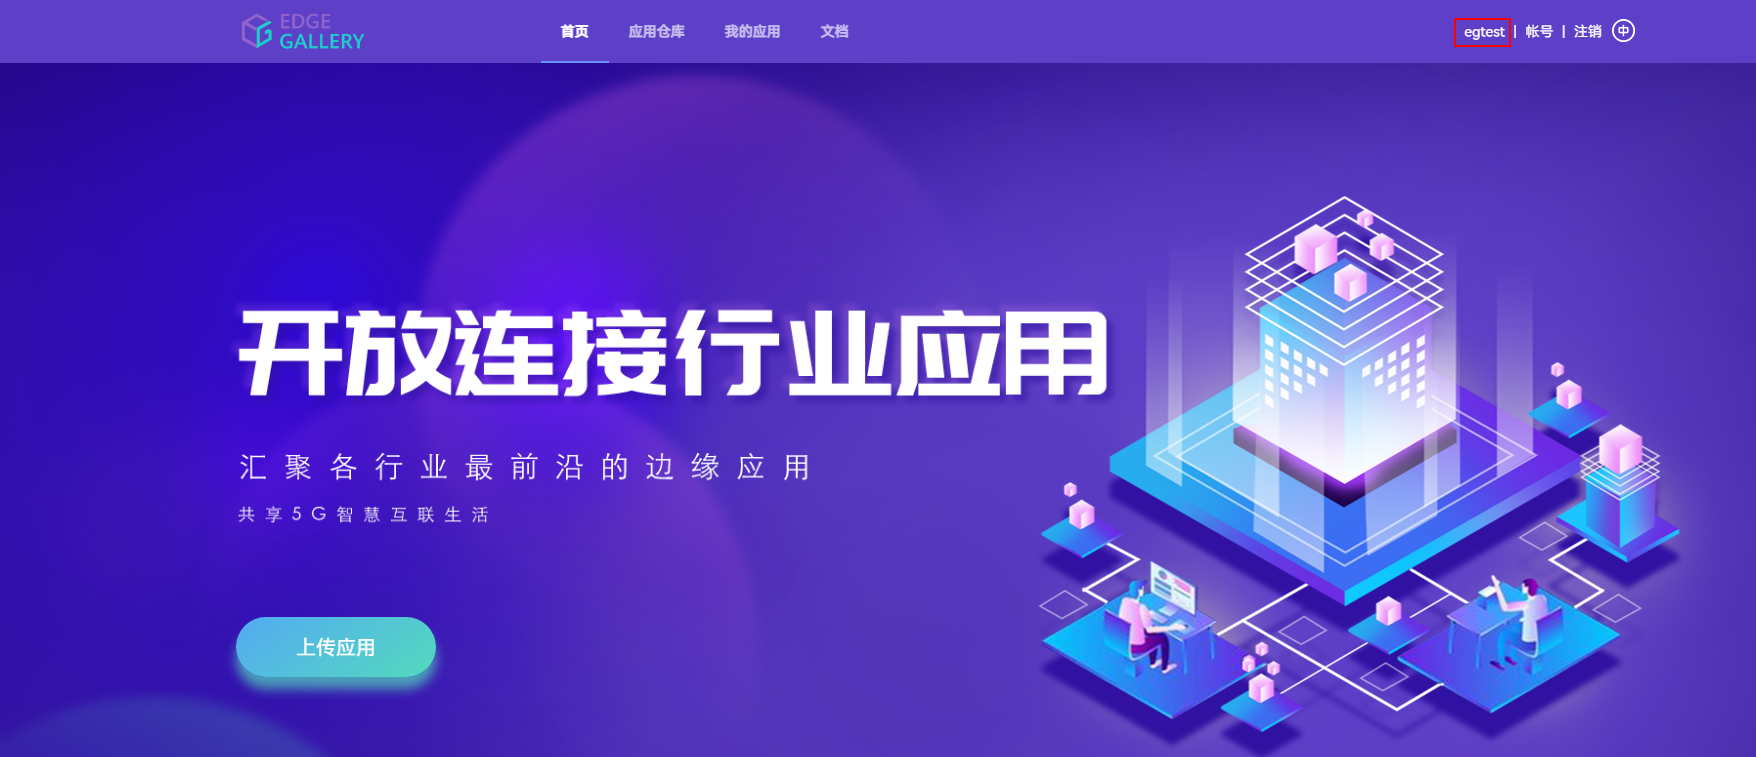 EDGE
GALLERY
首页 应用仓库 我的应用 文档
egtest | 帐号 | 注销 中
开放连接行业应用
汇聚各行业最前沿的边缘应用
共享5G智慧互联生活
上传应用